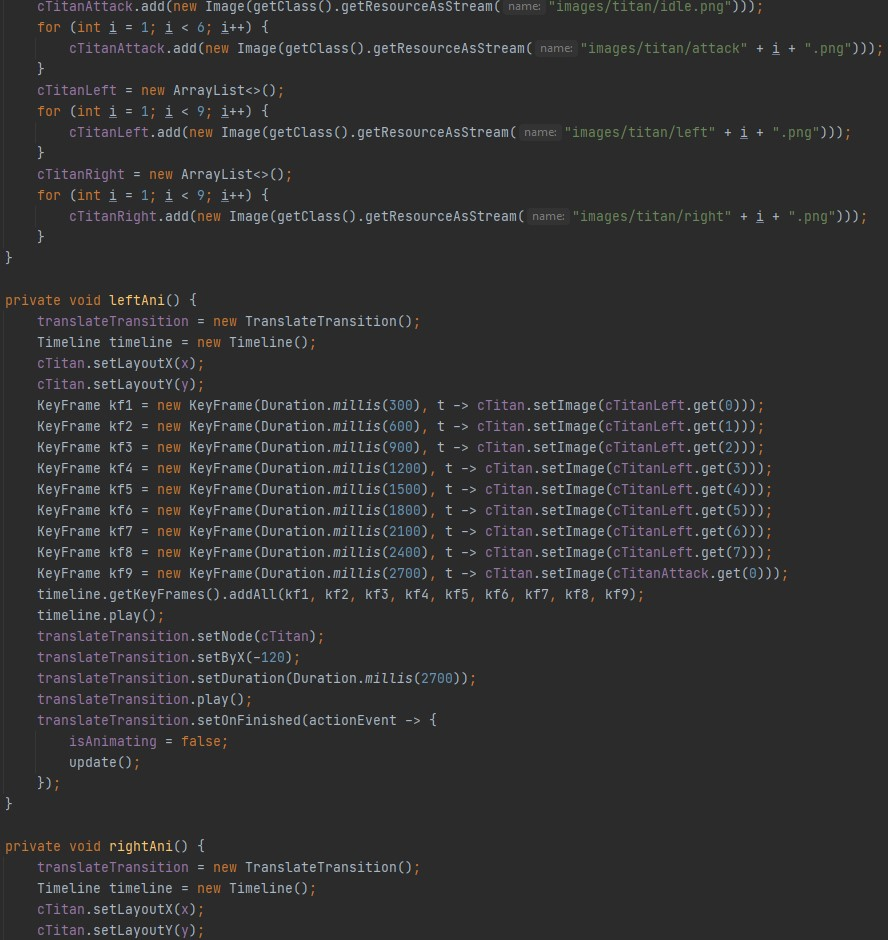 cTitanAttack.add(new Image(getClass().getResourceAsStream( name: "images/titan/idle.png")));
for (int i = 1; i < 6; i++) {
cTitanAttack.add(new Image(getClass().getResourceAsStream( name: "images/titan/attack" + i + ".png")));
}
cTitanLeft = new ArrayList<>();
for (int i = 1; i < 9; i++) {
cTitanLeft.add(new Image(getClass().getResourceAsStream( name: "images/titan/left" + i + ".png")));
}
cTitanRight = new ArrayList<>();
for (int i = 1; i < 9; i++) {
cTitanRight.add(new Image(getClass().getResourceAsStream( name: "images/titan/right" + i + ".png")));
}
}
private void leftAni() {
translateTransition = new TranslateTransition();
Timeline timeline = new Timeline();
cTitan.setLayoutX(x);
cTitan.setLayoutY(y);
KeyFrame kf1 = new KeyFrame(Duration.millis(300), t -> cTitan.setImage(cTitanLeft.get(0)));
KeyFrame kf2 = new KeyFrame(Duration.millis(600), t -> cTitan.setImage(cTitanLeft.get(1)));
KeyFrame kf3 = new KeyFrame(Duration.millis(900), t -> cTitan.setImage(cTitanLeft.get(2)));
KeyFrame kf4 = new KeyFrame(Duration.millis(1200), t -> cTitan.setImage(cTitanLeft.get(3)));
KeyFrame kf5 = new KeyFrame(Duration.millis(1500), t -> cTitan.setImage(cTitanLeft.get(4)));
KeyFrame kf6 = new KeyFrame(Duration.millis(1800), t -> cTitan.setImage(cTitanLeft.get(5)));
KeyFrame kf7 = new KeyFrame(Duration.millis(2100), t -> cTitan.setImage(cTitanLeft.get(6)));
KeyFrame kf8 = new KeyFrame(Duration.millis(2400), t -> cTitan.setImage(cTitanLeft.get(7)));
KeyFrame kf9 = new KeyFrame(Duration.millis(2700), t -> cTitan.setImage(cTitanAttack.get(0)));
timeline.getKeyFrames().addAll(kf1, kf2, kf3, kf4, kf5, kf6, kf7, kf8, kf9);
timeline.play();
translateTransition.setNode(cTitan);
translateTransition.setByX(-120);
translateTransition.setDuration(Duration.millis(2700));
translateTransition.play();
translateTransition.setOnFinished(actionEvent -> {
isAnimating = false;
update();
});
}
private void rightAni() {
translateTransition = new TranslateTransition();
Timeline timeline = new Timeline();
cTitan.setLayoutX(x);
cTitan.setLayoutY(y);